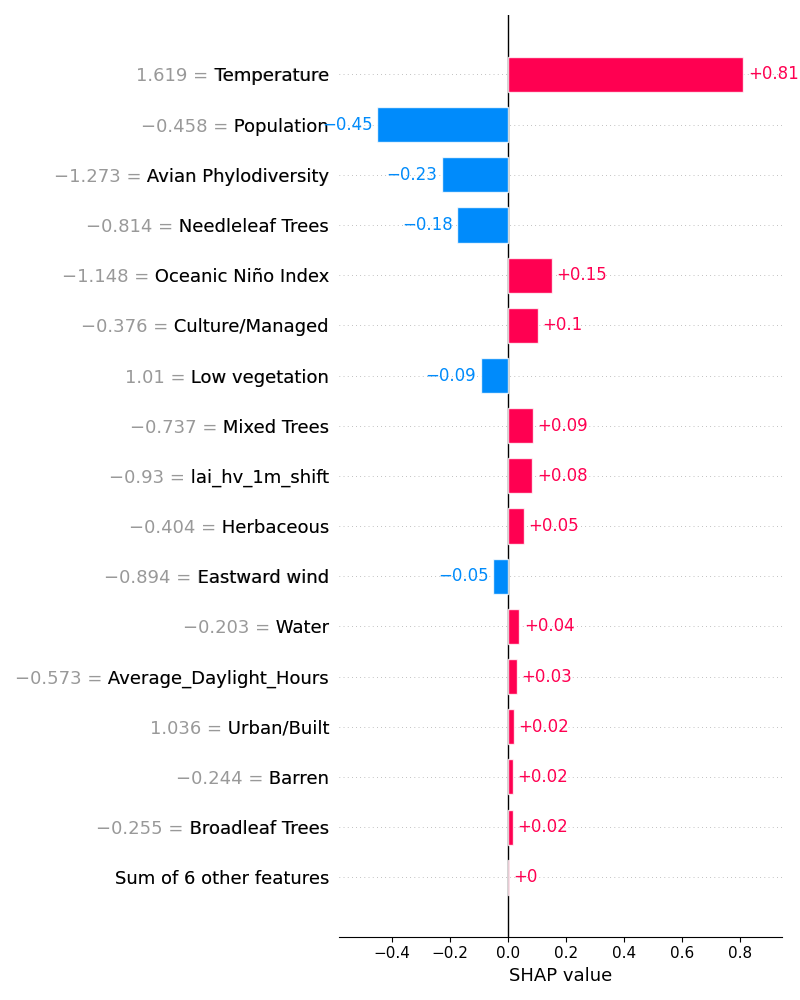 1.619 = Temperature +0.81
−0.458 = Population −0.45
−1.273 = Avian Phylodiversity −0.23
−0.814 = Needleleaf Trees −0.18
−1.148 = Oceanic Niño Index +0.15
−0.376 = Culture/Managed +0.1
1.01 = Low vegetation −0.09
−0.737 = Mixed Trees +0.09
−0.93 = lai_hv_1m_shift +0.08
−0.404 = Herbaceous +0.05
−0.894 = Eastward wind −0.05
−0.203 = Water +0.04
−0.573 = Average_Daylight_Hours +0.03
1.036 = Urban/Built +0.02
−0.244 = Barren +0.02
−0.255 = Broadleaf Trees +0.02
Sum of 6 other features +0
−0.4 −0.2 0.0 0.2 0.4 0.6 0.8
SHAP value